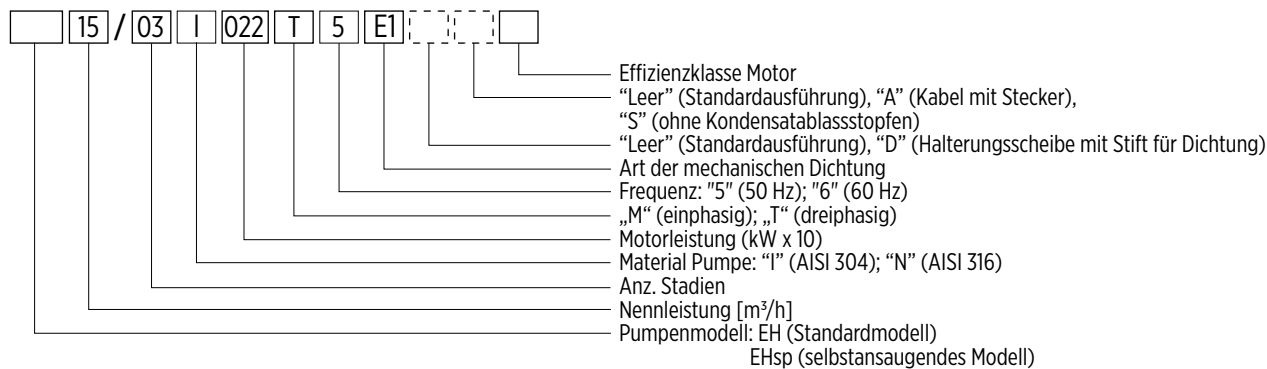 15 / 03 I 022 T 5 E1
Effizienzklasse Motor
“Leer” (Standardausführung), “A” (Kabel mit Stecker),
“S” (ohne Kondensatablassstopfen)
“Leer” (Standardausführung), “D” (Halterungsscheibe mit Stift für Dichtung)
Art der mechanischen Dichtung
Frequenz: "5" (50 Hz); "6" (60 Hz)
„M“ (einphasig); „T“ (dreiphasig)
Motorleistung (kW x 10)
Material Pumpe: “I” (AISI 304); “N” (AISI 316)
Anz. Stadien
Nennleistung [m³/h]
Pumpenmodell: EH (Standardmodell)
EHsp (selbstansaugendes Modell)